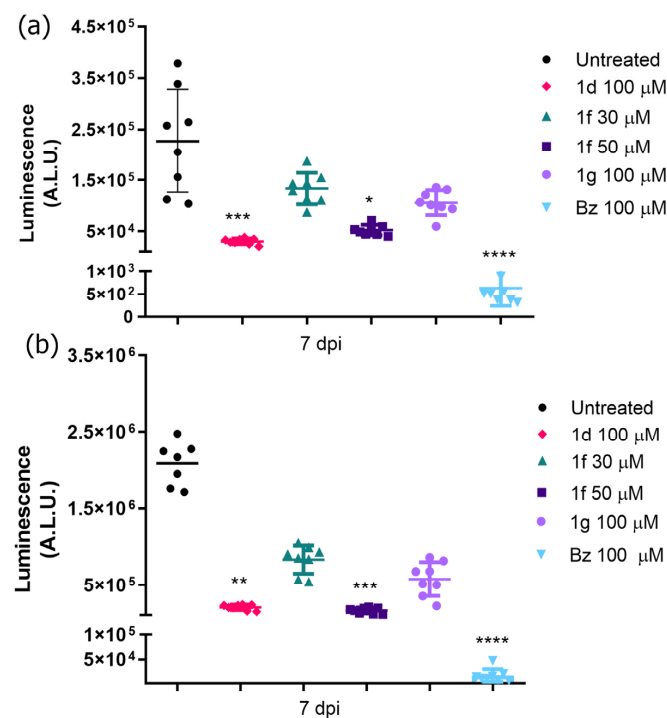 (a)
Luminescence
(A.L.U.)
4.5×10⁵
3.5×10⁵
2.5×10⁵
1.5×10⁵
5×10⁴
1×10³
5×10²
0
***
*
****
7 dpi
Untreated
1d 100 μM
1f 30 μM
1f 50 μM
1g 100 μM
Bz 100 μM
(b)
Luminescence
(A.L.U.)
3.5×10⁶
2.5×10⁶
1.5×10⁶
5×10⁵
1×10⁵
5×10⁴
**
***
****
7 dpi
Untreated
1d 100 μM
1f 30 μM
1f 50 μM
1g 100 μM
Bz 100 μM